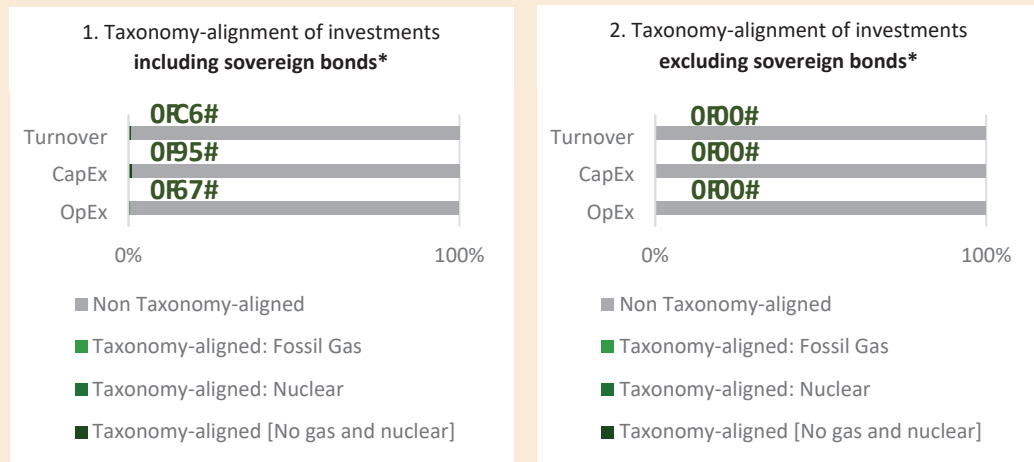 1. Taxonomy-alignment of investments
including sovereign bonds*
0FC6#
Turnover
0F95#
CapEx
0F67#
OpEx
0% 100%
Non Taxonomy-aligned
Taxonomy-aligned: Fossil Gas
Taxonomy-aligned: Nuclear
Taxonomy-aligned [No gas and nuclear]
2. Taxonomy-alignment of investments
excluding sovereign bonds*
0F00#
Turnover
0F00#
CapEx
0F00#
OpEx
0% 100%
Non Taxonomy-aligned
Taxonomy-aligned: Fossil Gas
Taxonomy-aligned: Nuclear
Taxonomy-aligned [No gas and nuclear]